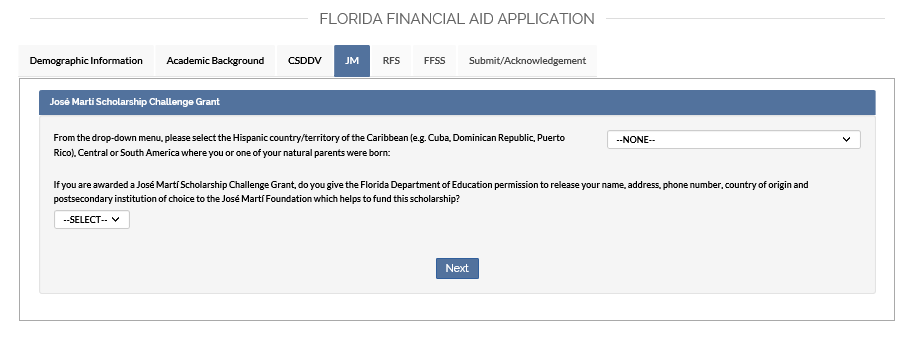 FLORIDA FINANCIAL AID APPLICATION
Demographic Information Academic Background CSDDV JM RFS FFSS Submit/Acknowledgement
José Martí Scholarship Challenge Grant
From the drop-down menu, please select the Hispanic country/territory of the Caribbean (e.g. Cuba, Dominican Republic, Puerto
Rico), Central or South America where you or one of your natural parents were born:
--NONE--
If you are awarded a José Martí Scholarship Challenge Grant, do you give the Florida Department of Education permission to release your name, address, phone number, country of origin and
postsecondary institution of choice to the José Martí Foundation which helps to fund this scholarship?
--SELECT--
Next